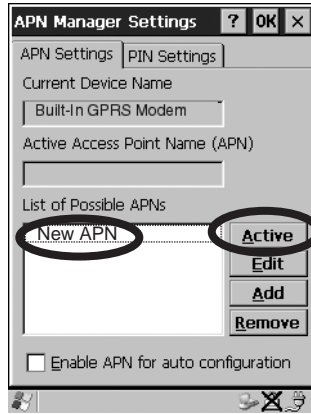 APN Manager Settings ? OK ×
APN Settings PIN Settings
Current Device Name
Built-In GPRS Modem
Active Access Point Name (APN)
List of Possible APNs
New APN
Active
Edit
Add
Remove
Enable APN for auto configuration